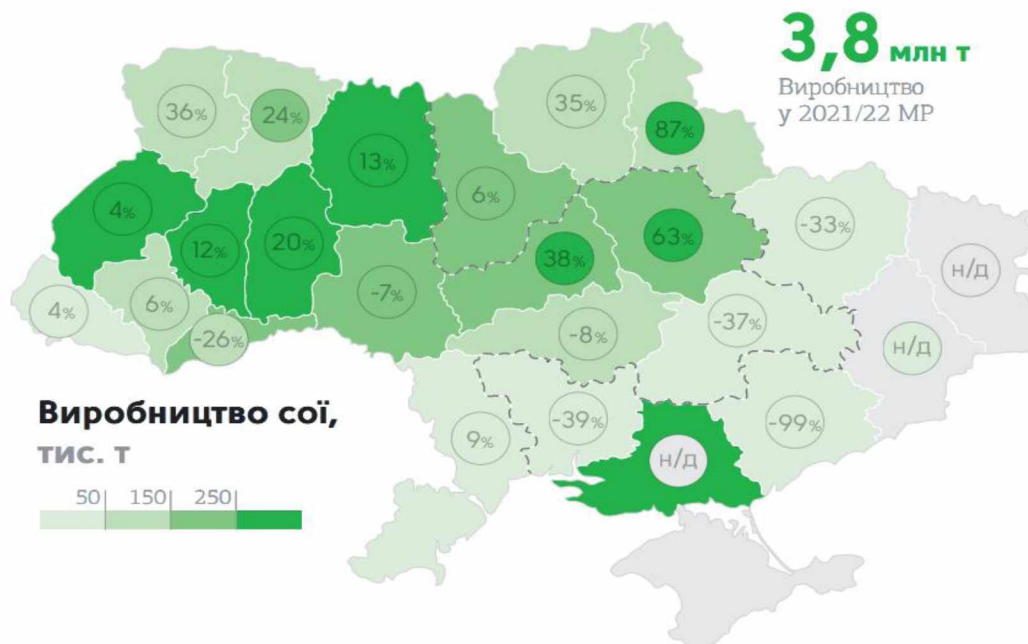 3,8 млн т
Виробництво
у 2021/22 МР
36%
24%
13%
35%
87%
4%
12%
20%
6%
38%
63%
-33%
н/д
4%
6%
-26%
-7%
-8%
-37%
н/д
9%
-39%
н/д
-99%
Виробництво сої,
тис. т
50 150 250